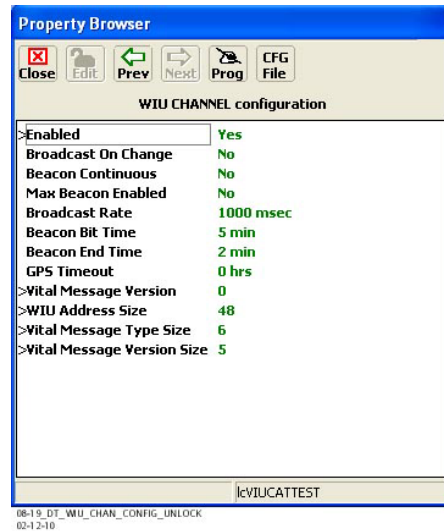 Property Browser
Close Edit Prev Next Prog CFG File
WIU CHANNEL configuration
>Enabled Yes
Broadcast On Change No
Beacon Continuous No
Max Beacon Enabled No
Broadcast Rate 1000 msec
Beacon Bit Time 5 min
Beacon End Time 2 min
GPS Timeout 0 hrs
>Vital Message Version 0
>WIU Address Size 48
>Vital Message Type Size 6
>Vital Message Version Size 5
lcVIUCATTEST
08-19_DT_WIU_CHAN_CONFIG_UNLOCK
02-12-10